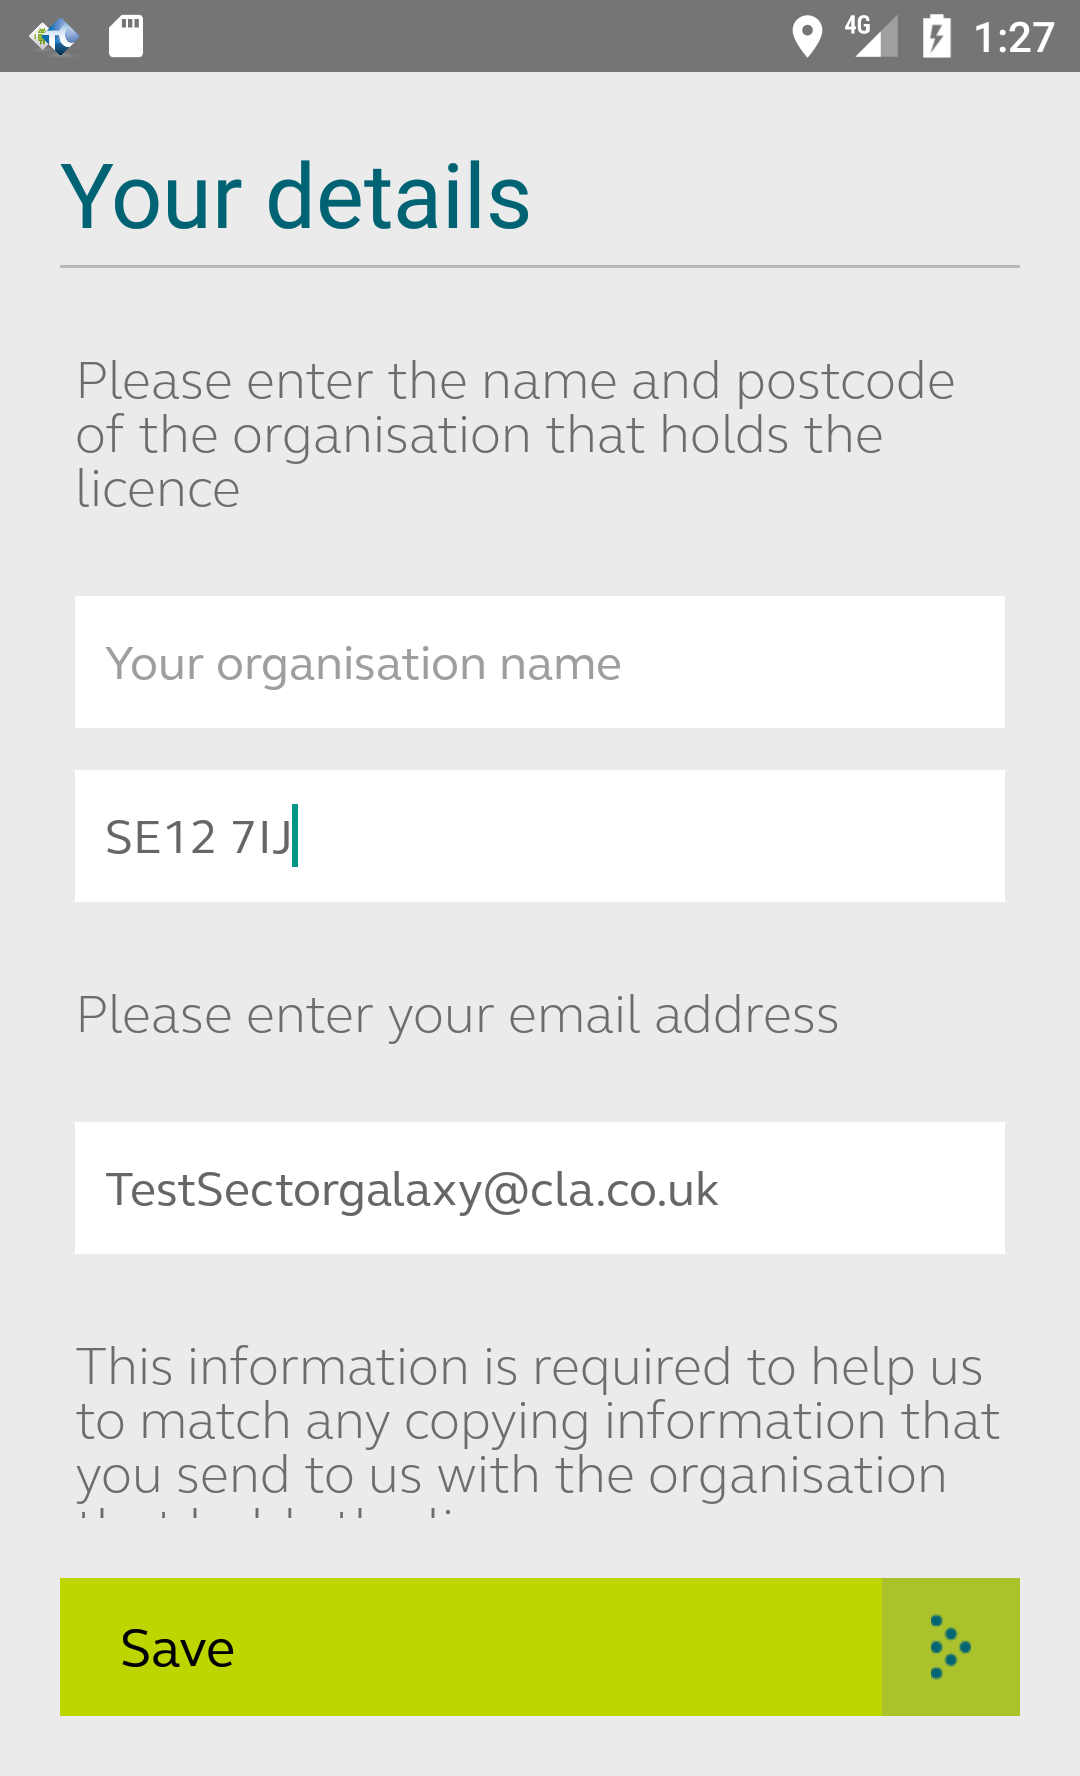 4G 1:27
Your details
Please enter the name and postcode
of the organisation that holds the
licence
Your organisation name
SE12 7IJ
Please enter your email address
TestSectorgalaxy@cla.co.uk
This information is required to help us
to match any copying information that
you send to us with the organisation
Save